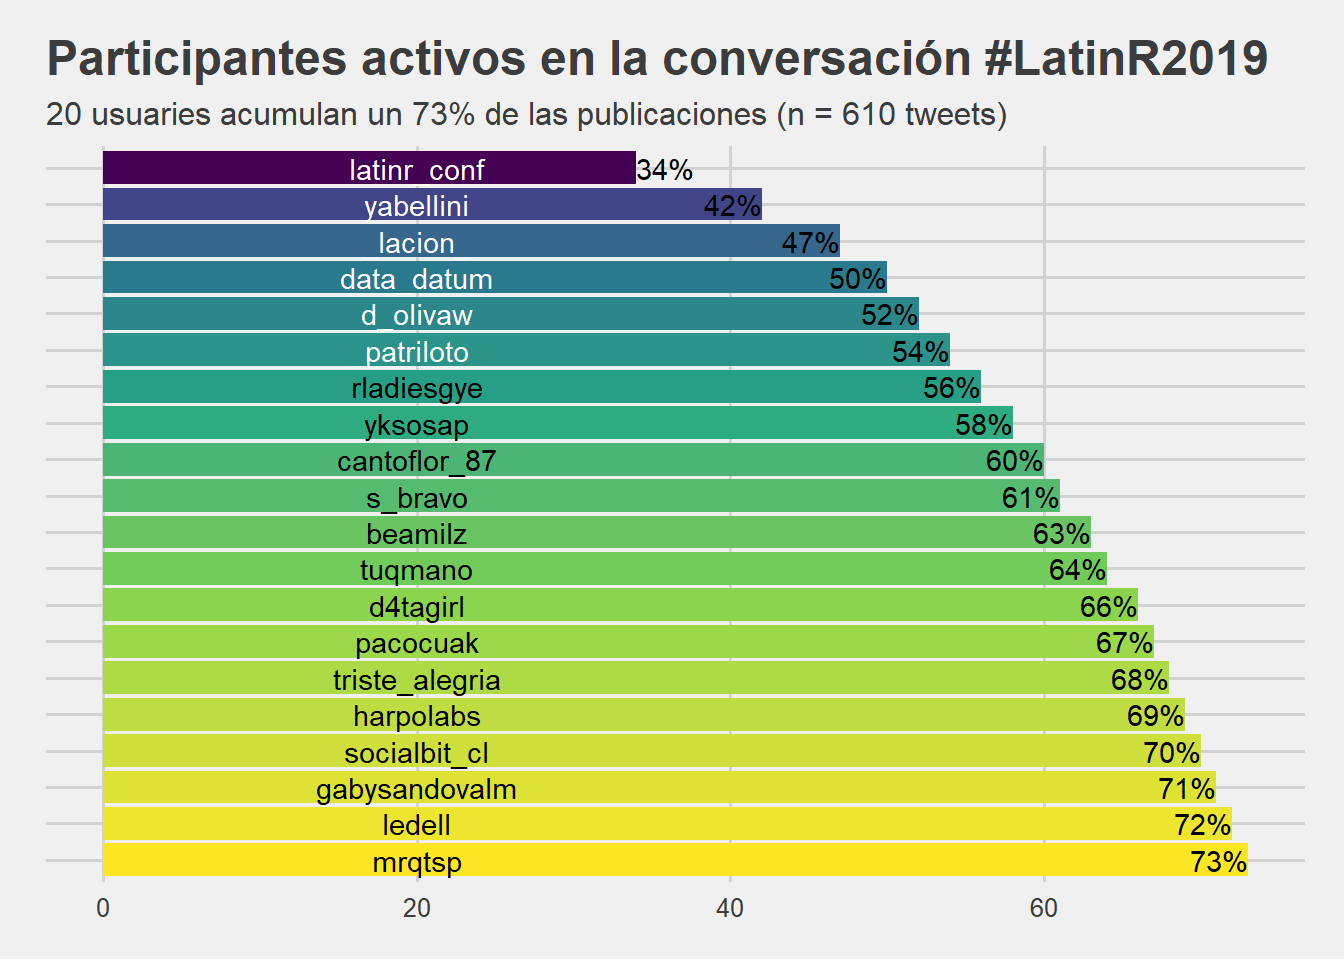 Participantes activos en la conversación #LatinR2019
20 usuaries acumulan un 73% de las publicaciones (n = 610 tweets)
latinr_conf 34%
yabellini 42%
_lacion_ 47%
data_datum 50%
d_olivaw 52%
patriloto 54%
rladiesgye 56%
yksosap 58%
cantoflor_87 60%
s_bravo 61%
beamilz 63%
tuqmano 64%
d4tagirl 66%
pacocuak 67%
triste_alegria 68%
harpolabs 69%
socialbit_cl 70%
gabysandovalm 71%
ledell 72%
mrqtsp 73%
0 20 40 60